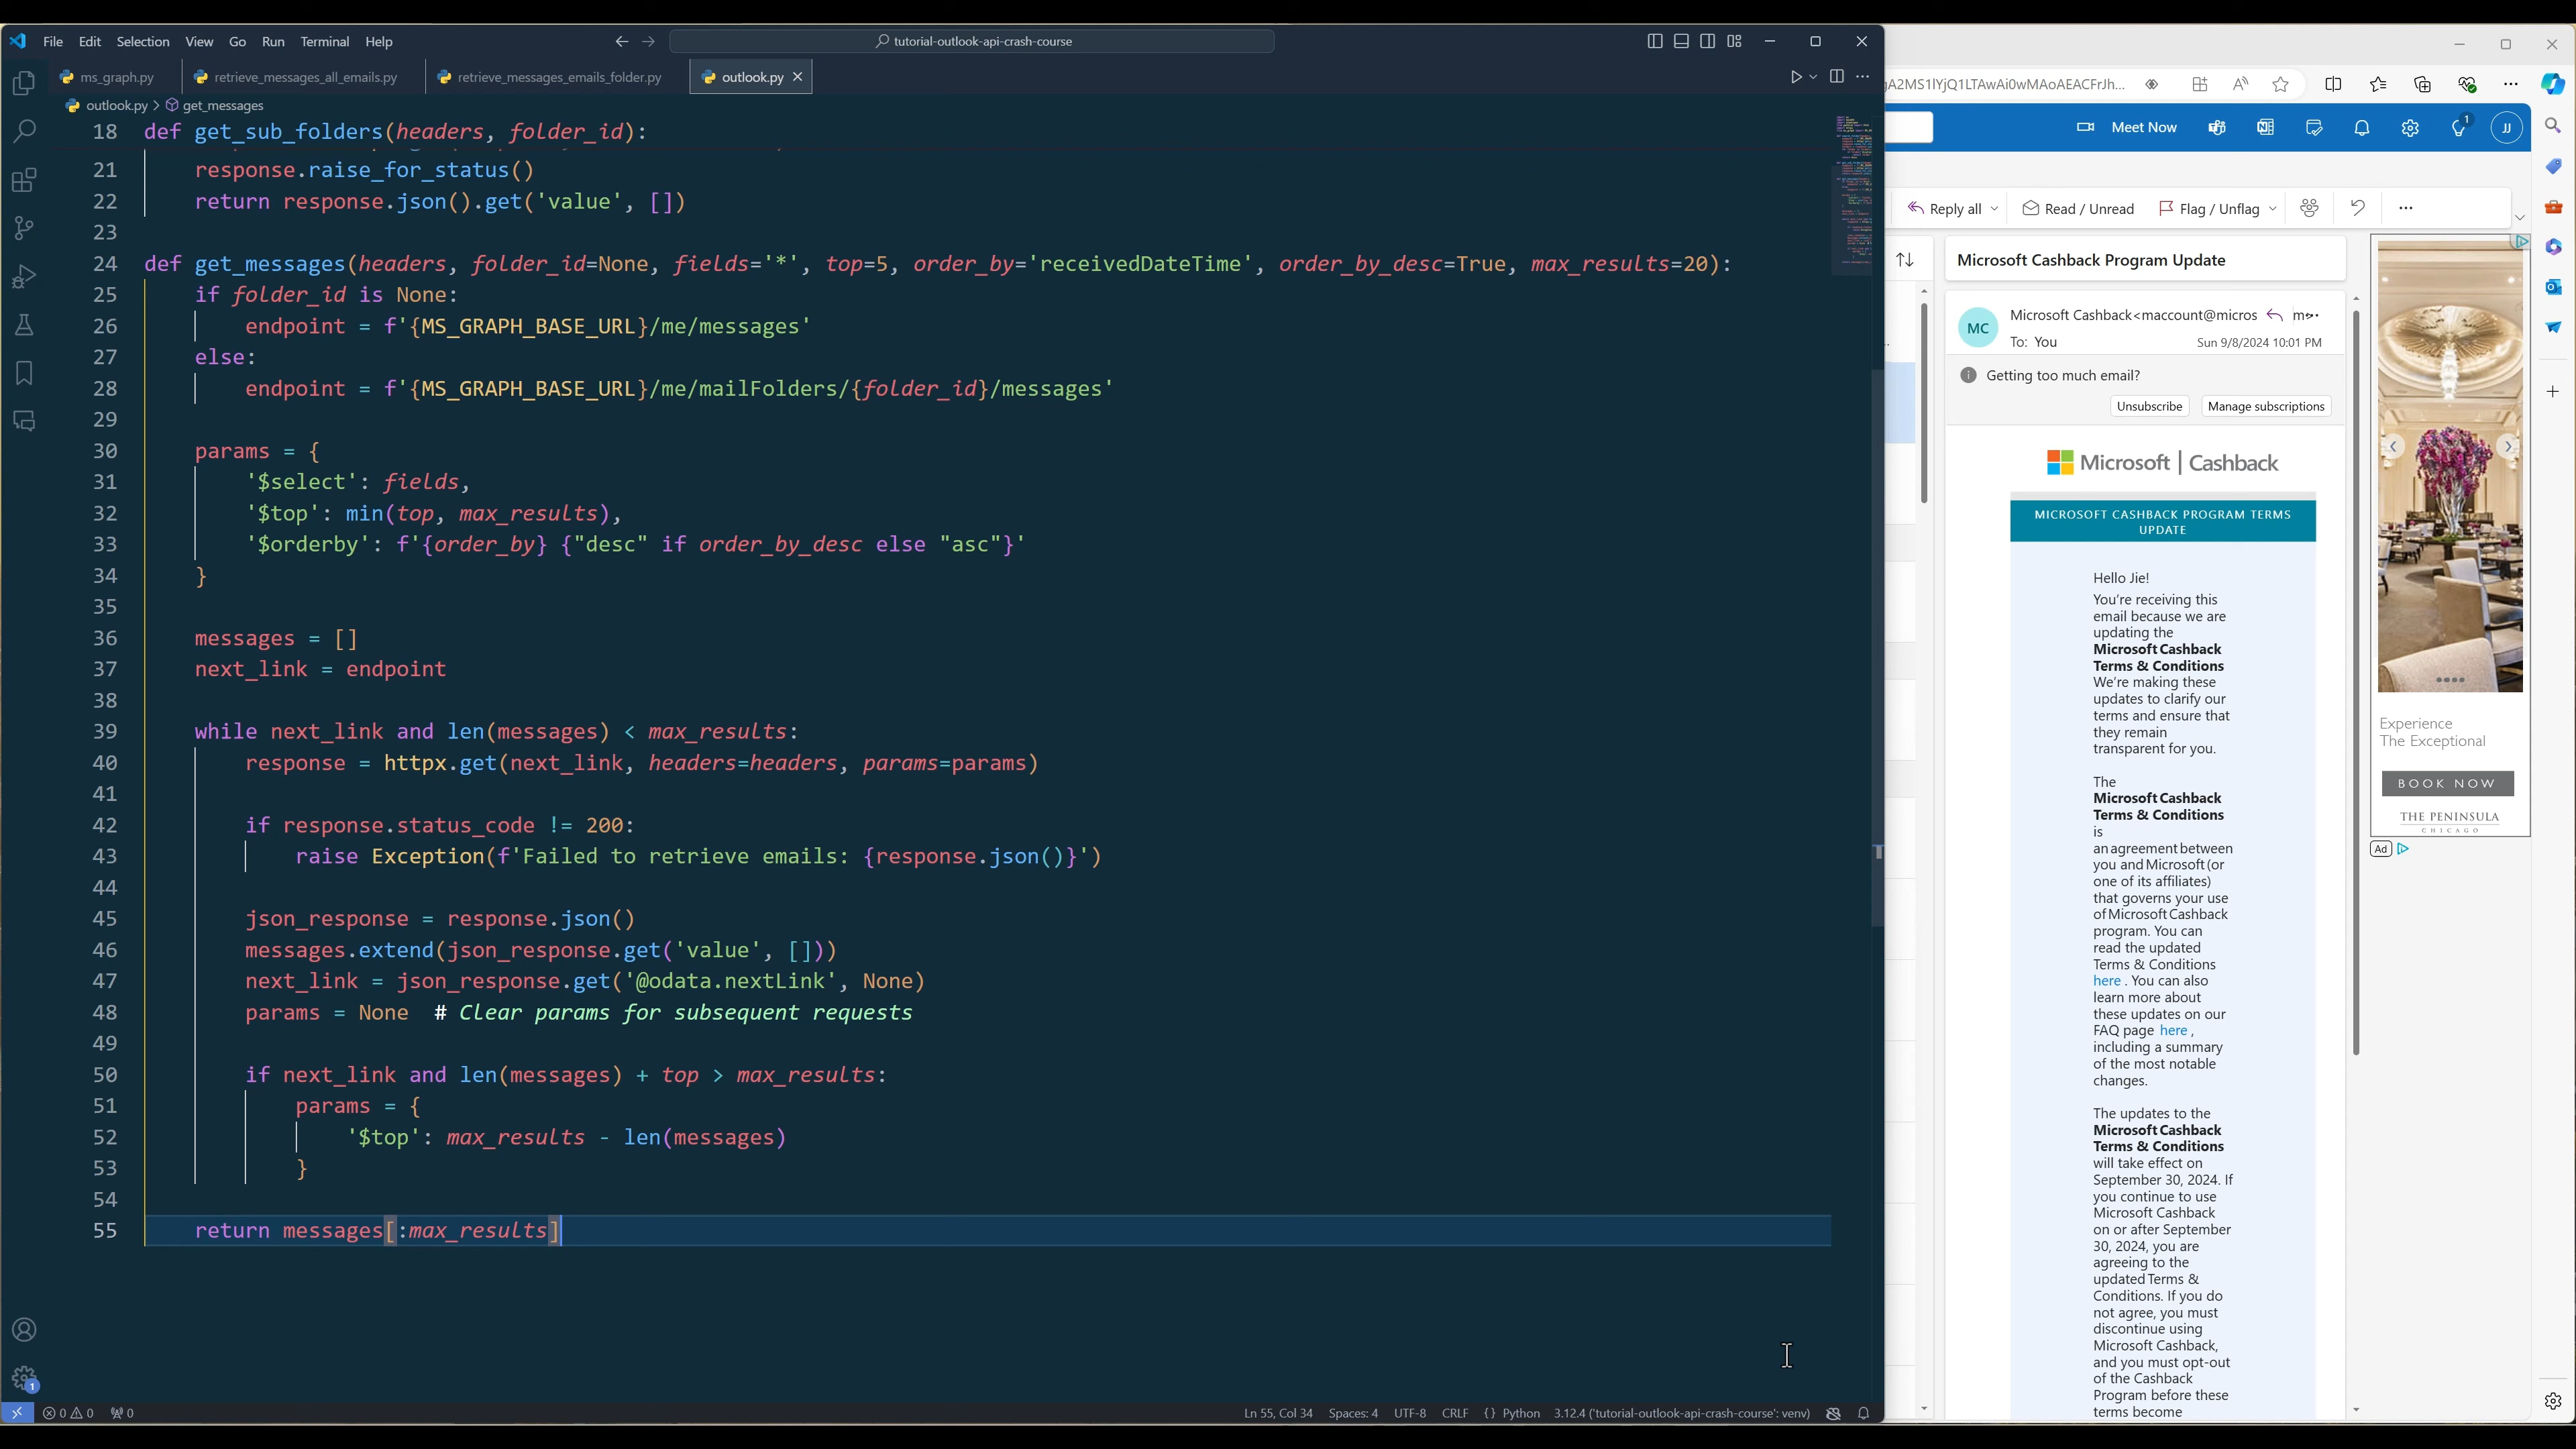 File Edit Selection View Go Run Terminal Help
tutorial-outlook-api-crash-course
ms_graph.py
retrieve_messages_all_emails.py
retrieve_messages_emails_folder.py
outlook.py
outlook.py > get_messages
18 def get_sub_folders(headers, folder_id):
21     response.raise_for_status()
22     return response.json().get('value', [])
23
24 def get_messages(headers, folder_id=None, fields='*', top=5, order_by='receivedDateTime', order_by_desc=True, max_results=20):
25     if folder_id is None:
26         endpoint = f'{MS_GRAPH_BASE_URL}/me/messages'
27     else:
28         endpoint = f'{MS_GRAPH_BASE_URL}/me/mailFolders/{folder_id}/messages'
29
30     params = {
31         '$select': fields,
32         '$top': min(top, max_results),
33         '$orderby': f'{order_by} {"desc" if order_by_desc else "asc"}'
34     }
35
36     messages = []
37     next_link = endpoint
38
39     while next_link and len(messages) < max_results:
40         response = httpx.get(next_link, headers=headers, params=params)
41
42         if response.status_code != 200:
43             raise Exception(f'Failed to retrieve emails: {response.json()}')
44
45         json_response = response.json()
46         messages.extend(json_response.get('value', []))
47         next_link = json_response.get('@odata.nextLink', None)
48         params = None  # Clear params for subsequent requests
49
50         if next_link and len(messages) + top > max_results:
51             params = {
52                 '$top': max_results - len(messages)
53             }
54
55     return messages[:max_results]
1
0 0 0
Ln 55, Col 34 Spaces: 4 UTF-8 CRLF {} Python 3.12.4 ('tutorial-outlook-api-crash-course': venv)
Meet Now
1
JJ
Reply all
Read / Unread
Flag / Unflag
Microsoft Cashback Program Update
MC
Microsoft Cashback<maccount@micros
To: You
Sun 9/8/2024 10:01 PM
Getting too much email?
Unsubscribe
Manage subscriptions
Microsoft | Cashback
MICROSOFT CASHBACK PROGRAM TERMS
UPDATE
Hello Jie!
You're receiving this
email because we are
updating the
Microsoft Cashback
Terms & Conditions
We're making these
updates to clarify our
terms and ensure that
they remain
transparent for you.
The
Microsoft Cashback
Terms & Conditions
is
an agreement between
you and Microsoft (or
one of its affiliates)
that governs your use
of Microsoft Cashback
program. You can
read the updated
Terms & Conditions
here . You can also
learn more about
these updates on our
FAQ page here ,
including a summary
of the most notable
changes.
The updates to the
Microsoft Cashback
Terms & Conditions
will take effect on
September 30, 2024. If
you continue to use
Microsoft Cashback
on or after September
30, 2024, you are
agreeing to the
updated Terms &
Conditions. If you do
not agree, you must
discontinue using
Microsoft Cashback,
and you must opt-out
of the Cashback
Program before these
terms become
Experience
The Exceptional
BOOK NOW
THE PENINSULA
CHICAGO
Ad